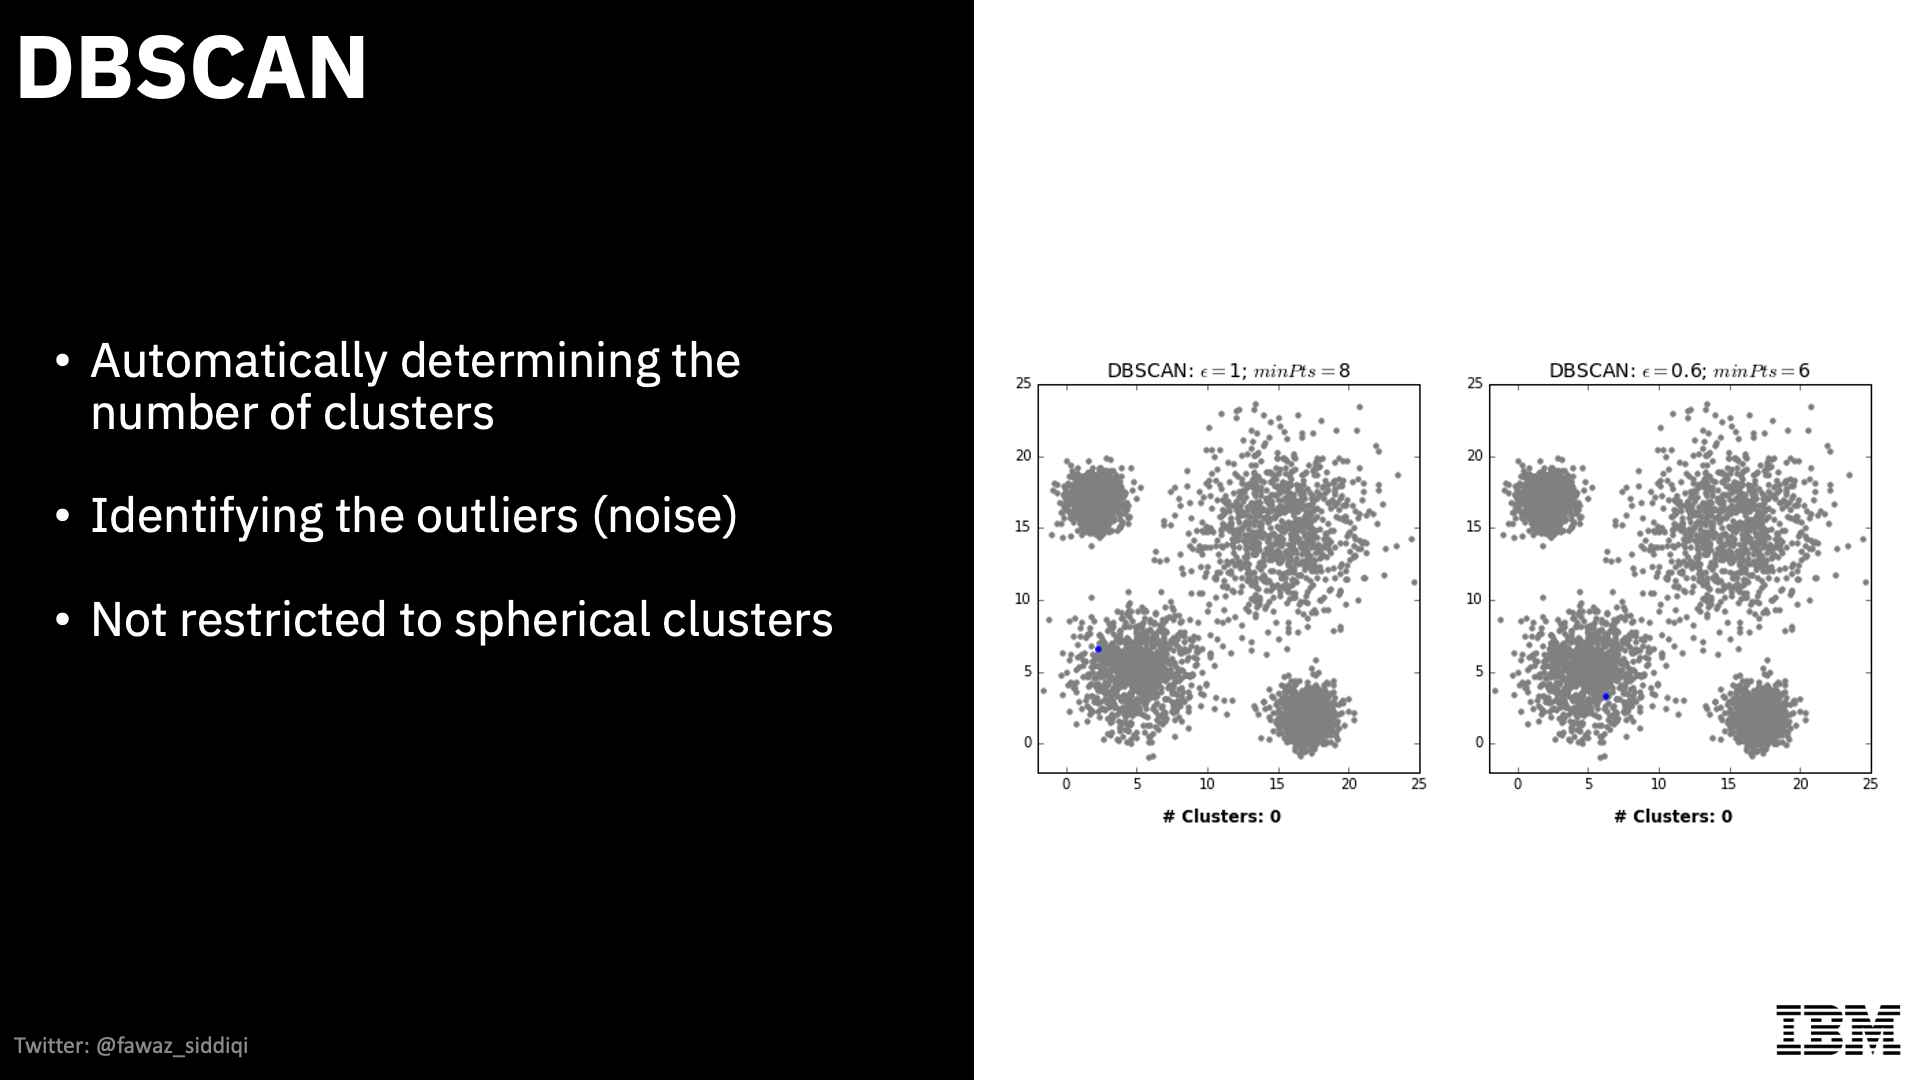 DBSCAN
• Automatically determining the
number of clusters
• Identifying the outliers (noise)
• Not restricted to spherical clusters
Twitter: @fawaz_siddiqi
DBSCAN: ϵ=1; minPts=8
25
20
15
10
5
0
0 5 10 15 20 25
# Clusters: 0
DBSCAN: ϵ=0.6; minPts=6
25
20
15
10
5
0
0 5 10 15 20 25
# Clusters: 0
IBM